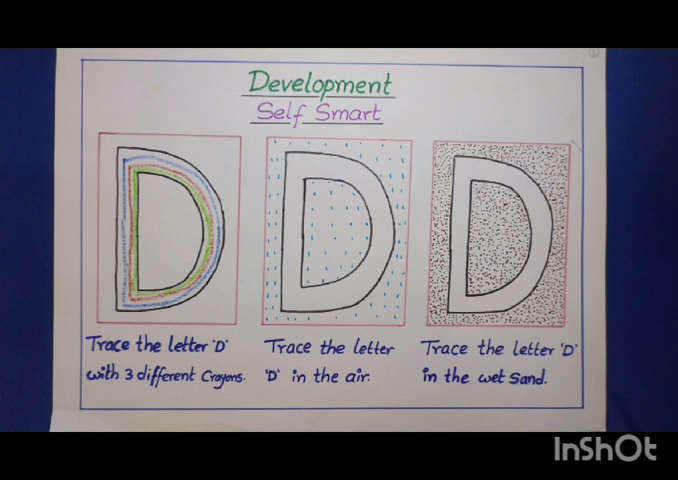 Development
Self Smart
Trace the letter 'D'
with 3 different Crayons.
Trace the letter
'D' in the air.
Trace the letter 'D'
in the wet Sand.
InShOt